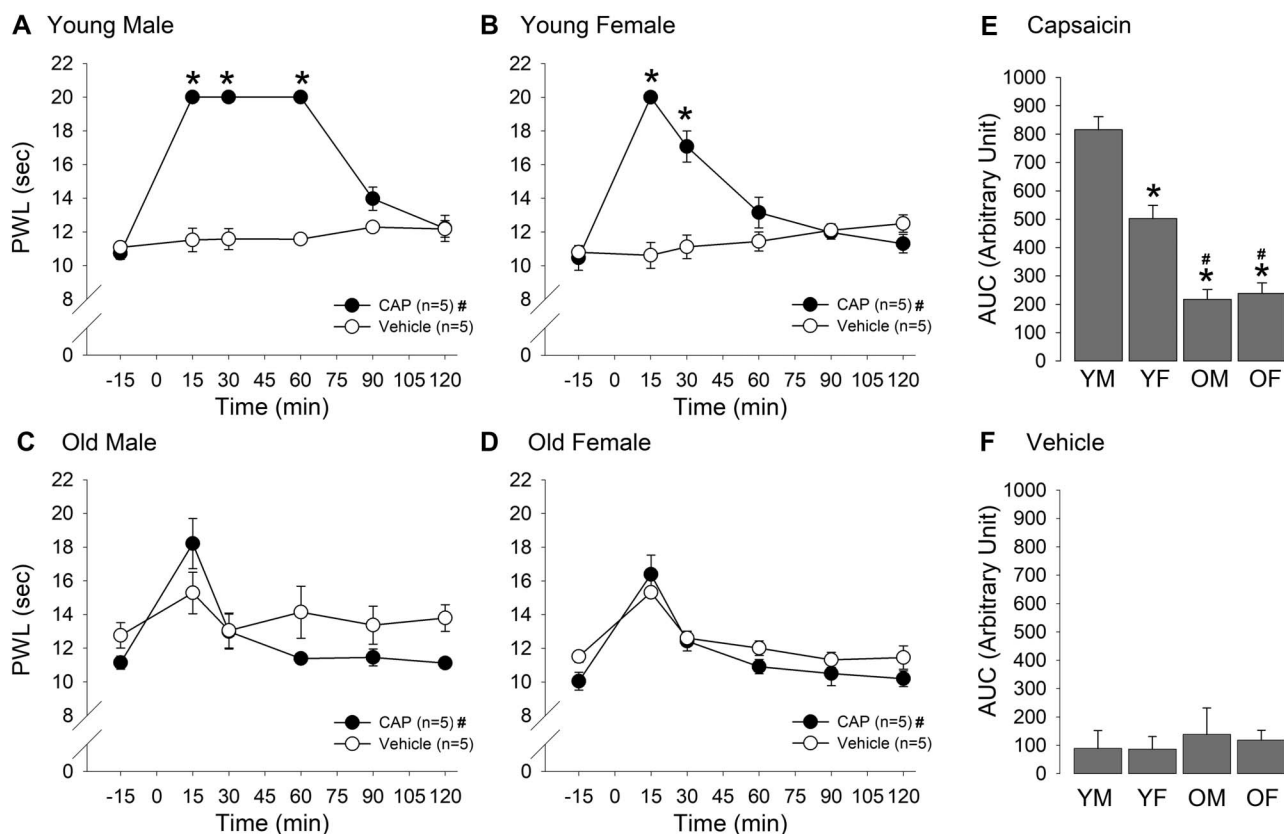 A Young Male
22
20
18
16
14
12
10
8
0
PWL (sec)
* * *
CAP (n=5) #
Vehicle (n=5)
-15 0 15 30 45 60 75 90 105 120
Time (min)
B Young Female
22
20
18
16
14
12
10
8
0
*
*
CAP (n=5) #
Vehicle (n=5)
-15 0 15 30 45 60 75 90 105 120
Time (min)
E Capsaicin
1000
900
800
700
600
500
400
300
200
100
0
AUC (Arbitrary Unit)
*
# #
* *
YM YF OM OF
C Old Male
22
20
18
16
14
12
10
8
0
PWL (sec)
CAP (n=5) #
Vehicle (n=5)
-15 0 15 30 45 60 75 90 105 120
Time (min)
D Old Female
22
20
18
16
14
12
10
8
0
CAP (n=5) #
Vehicle (n=5)
-15 0 15 30 45 60 75 90 105 120
Time (min)
F Vehicle
1000
900
800
700
600
500
400
300
200
100
0
AUC (Arbitrary Unit)
YM YF OM OF